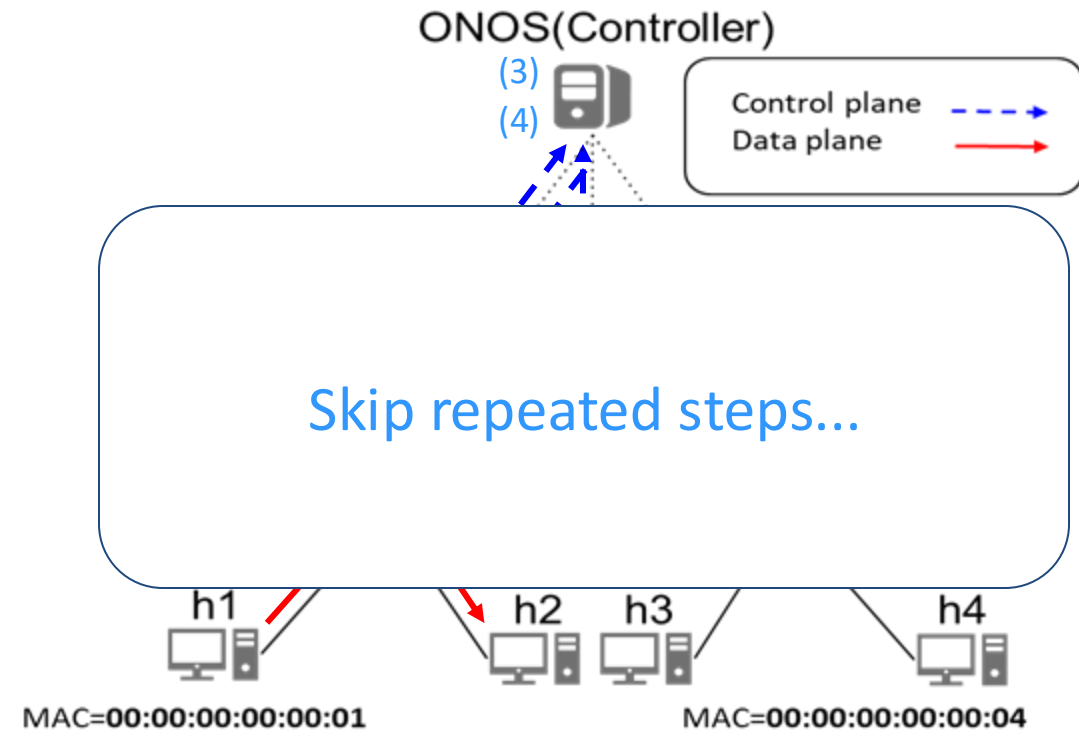 ONOS(Controller)
(3)
(4)
Control plane
Data plane
Skip repeated steps...
h1
h2
h3
h4
MAC=00:00:00:00:00:01
MAC=00:00:00:00:00:04